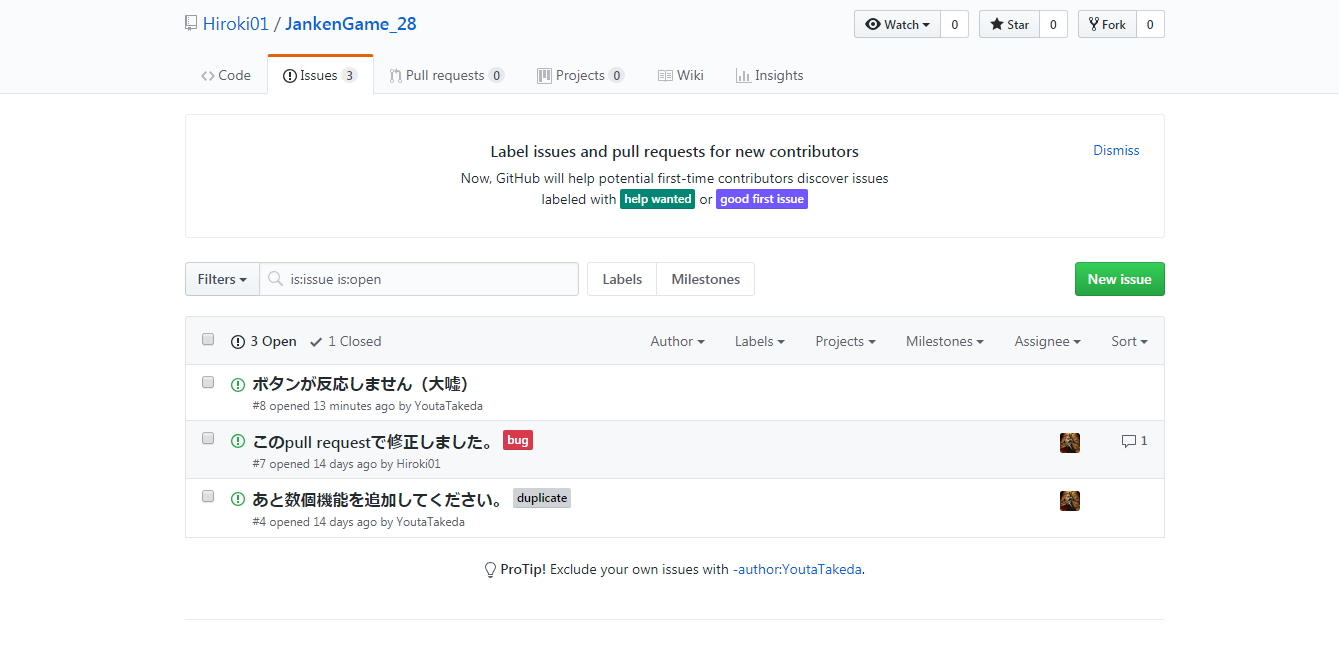 Hiroki01 / JankenGame_28
Watch 0 Star 0 Fork 0
Code Issues 3 Pull requests 0 Projects 0 Wiki Insights
Label issues and pull requests for new contributors
Dismiss
Now, GitHub will help potential first-time contributors discover issues
labeled with help wanted or good first issue
Filters is:issue is:open Labels Milestones New issue
3 Open 1 Closed Author Labels Projects Milestones Assignee Sort
ボタンが反応しません（大嘘）
#8 opened 13 minutes ago by YoutaTakeda
このpull requestで修正しました。 bug 1
#7 opened 14 days ago by Hiroki01
あと数個機能を追加してください。 duplicate
#4 opened 14 days ago by YoutaTakeda
ProTip! Exclude your own issues with -author:YoutaTakeda.